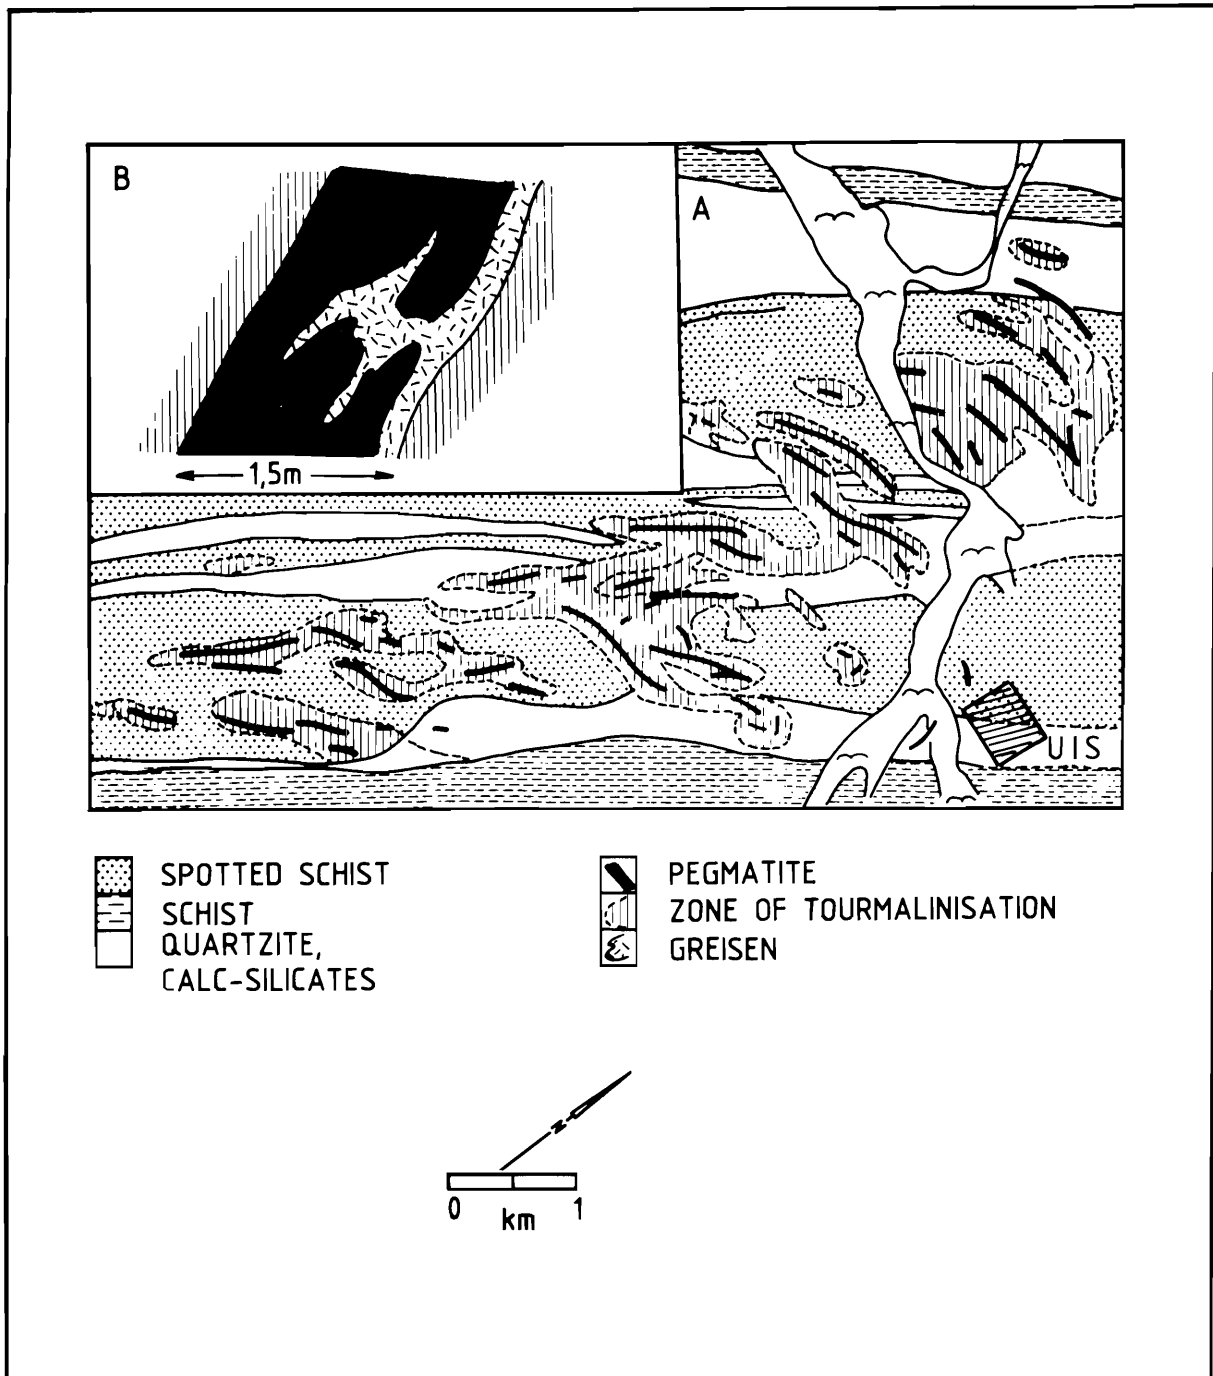 B
A
1,5m
UIS
SPOTTED SCHIST
SCHIST
QUARTZITE,
CALC-SILICATES
PEGMATITE
ZONE OF TOURMALINISATION
GREISEN
N
0 km 1